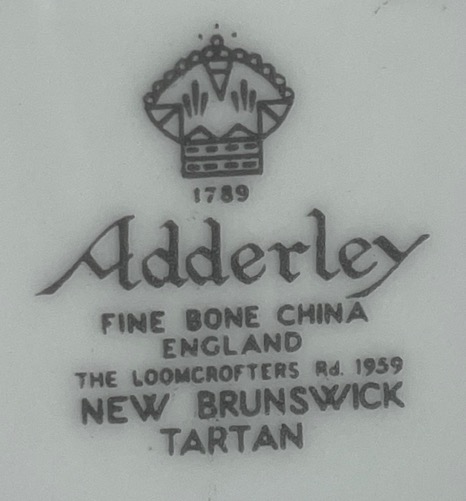 1789
Adderley
FINE BONE CHINA
ENGLAND
THE LOOMCROFTERS Rd. 1959
NEW BRUNSWICK
TARTAN